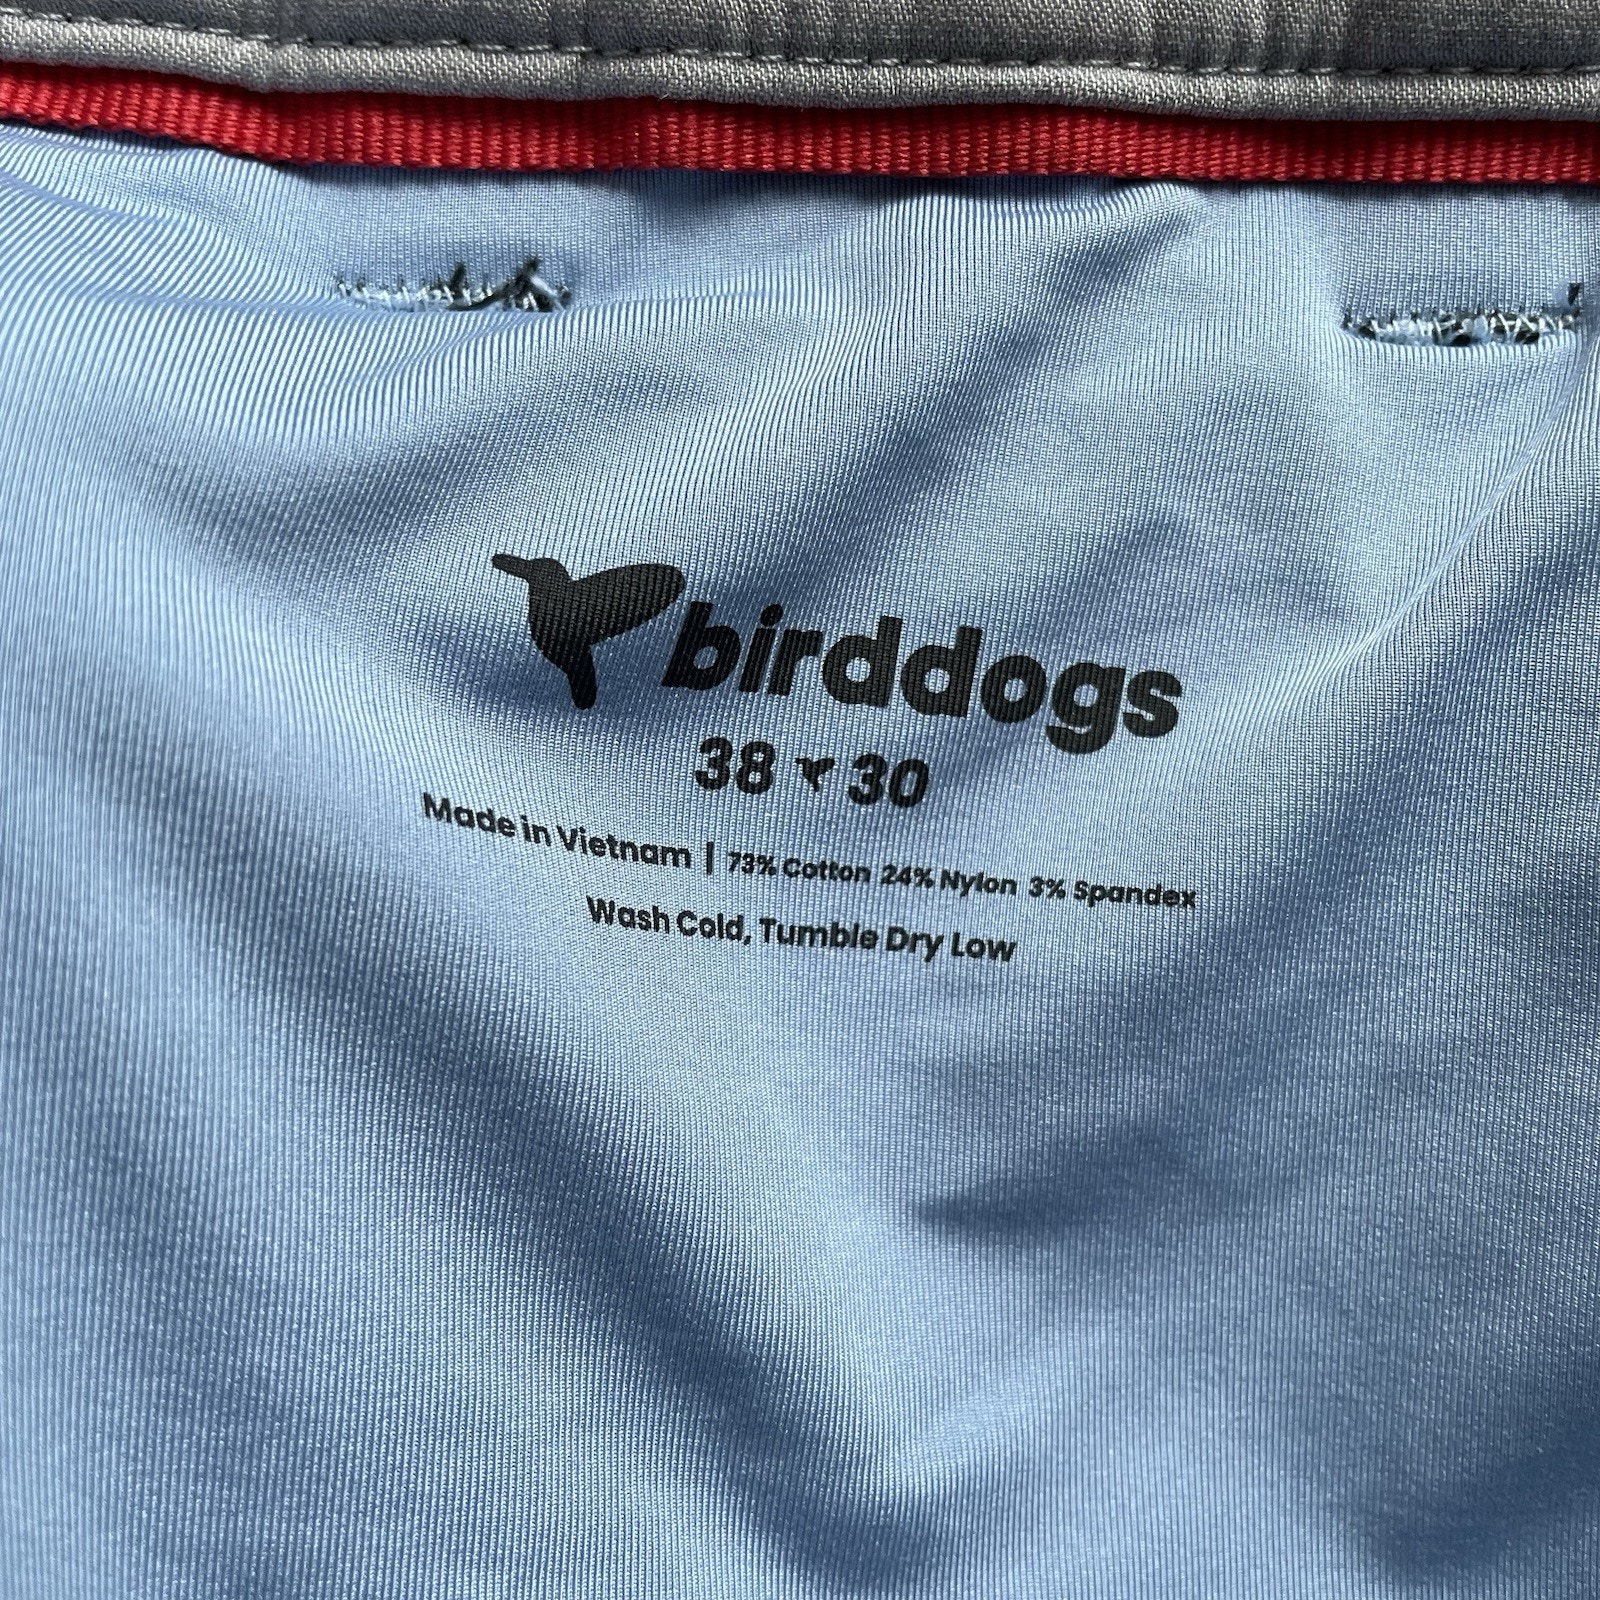 birddogs
38 30
Made in Vietnam | 73% Cotton 24% Nylon 3% Spandex
Wash Cold, Tumble Dry Low